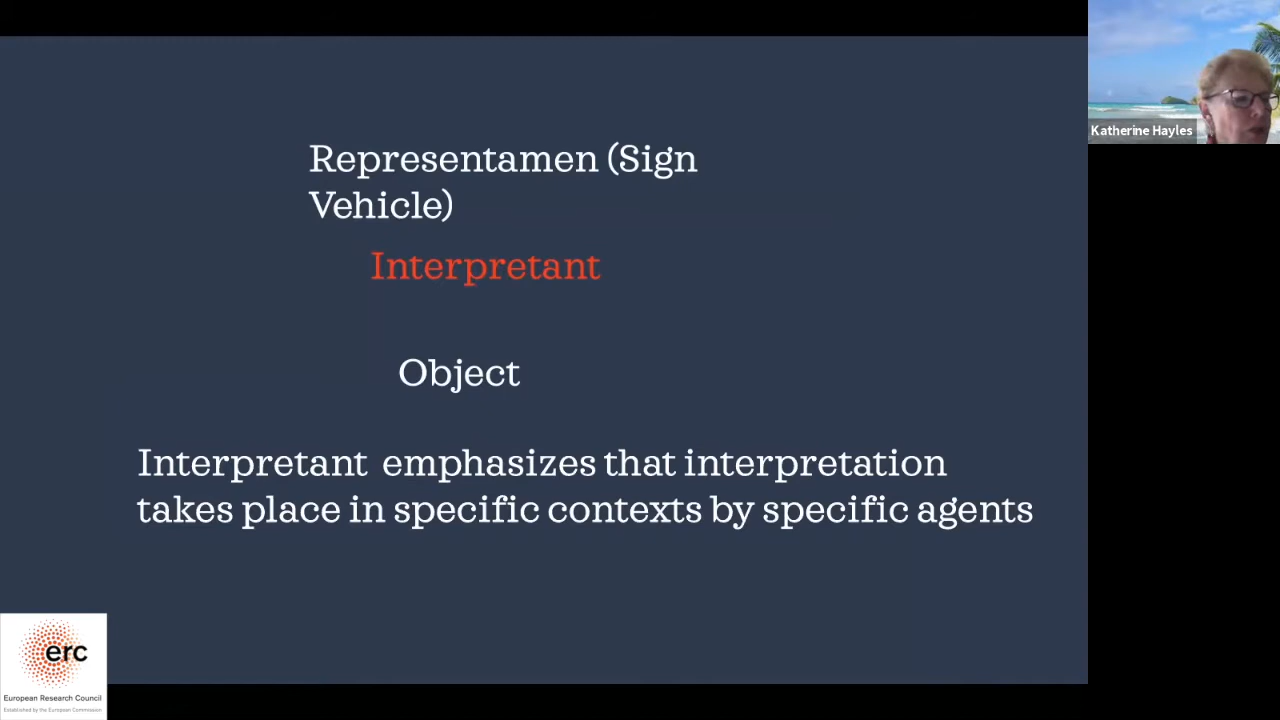 Representamen (Sign
Vehicle)
Interpretant
Object
Interpretant emphasizes that interpretation
takes place in specific contexts by specific agents
Katherine Hayles
erc
European Research Council
Established by the European Commission